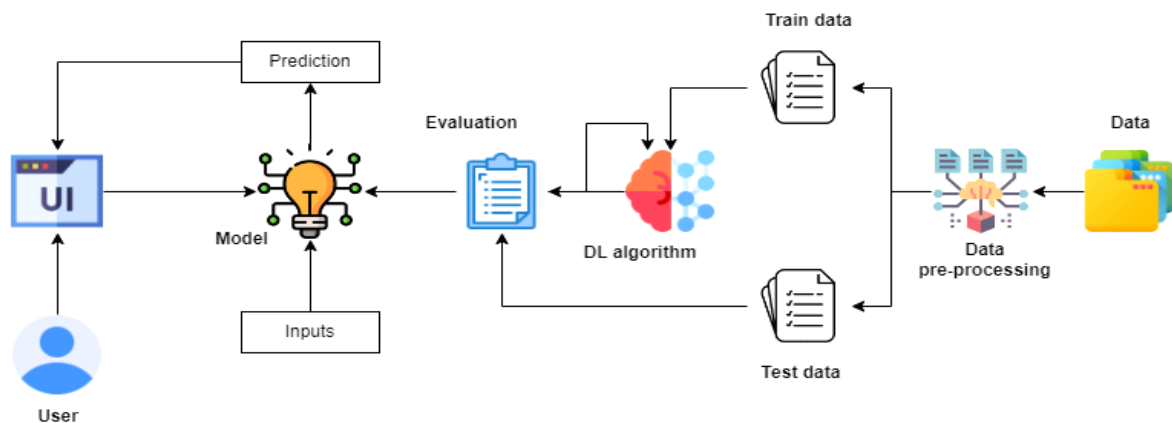 Train data
Prediction
Evaluation
Data
UI
Model
DL algorithm
Data
pre-processing
Inputs
Test data
User